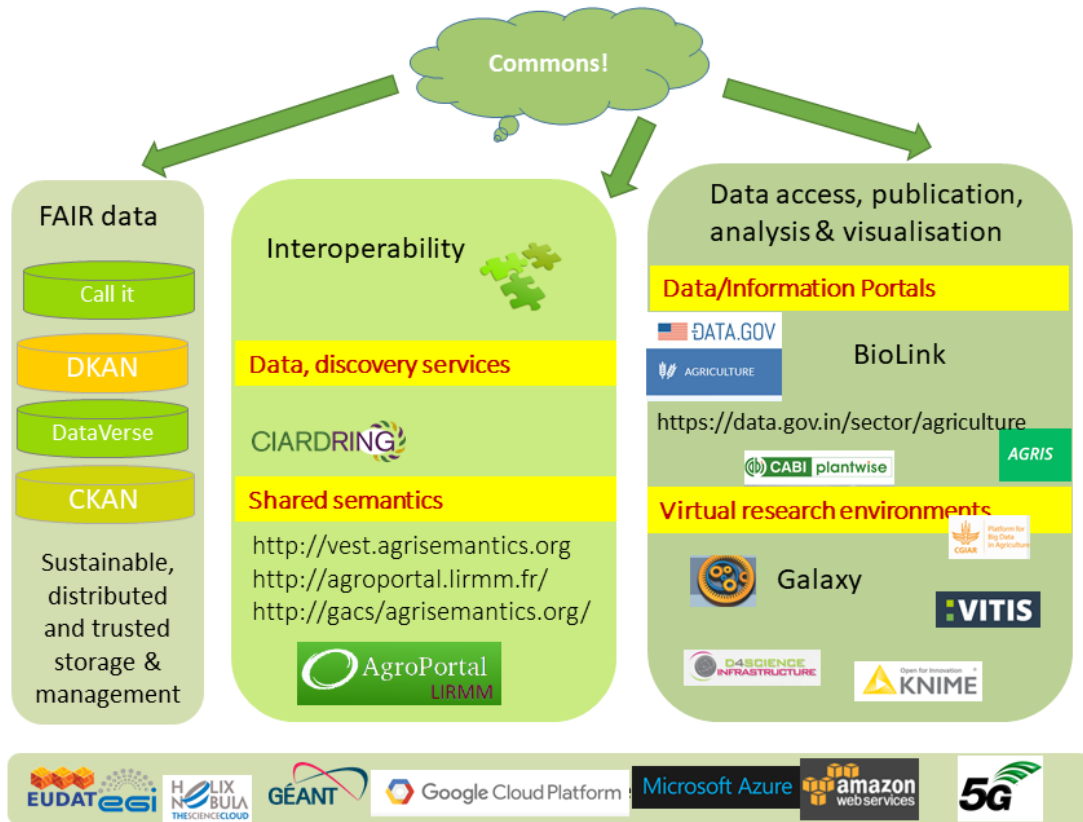 Commons!
FAIR data
Call it
DKAN
DataVerse
CKAN
Sustainable,
distributed
and trusted
storage &
management
Interoperability
Data, discovery services
CIARDRING
Shared semantics
http://vest.agrisemantics.org
http://agroportal.lirmm.fr/
http://gacs/agrisemantics.org/
AgroPortal
LIRMM
Data access, publication,
analysis & visualisation
Data/Information Portals
DATA.GOV
AGRICULTURE
BioLink
https://data.gov.in/sector/agriculture
AGRIS
CABI plantwise
Virtual research environments
CGIAR
Platform for
Big Data
in Agriculture
Galaxy
:VITIS
D4SCIENCE
INFRASTRUCTURE
Open for Innovation
KNIME
EUDAT
egi
HELIX
NEBULA
THE SCIENCE CLOUD
GÉANT
Google Cloud Platform
Microsoft Azure
amazon
web services
5G